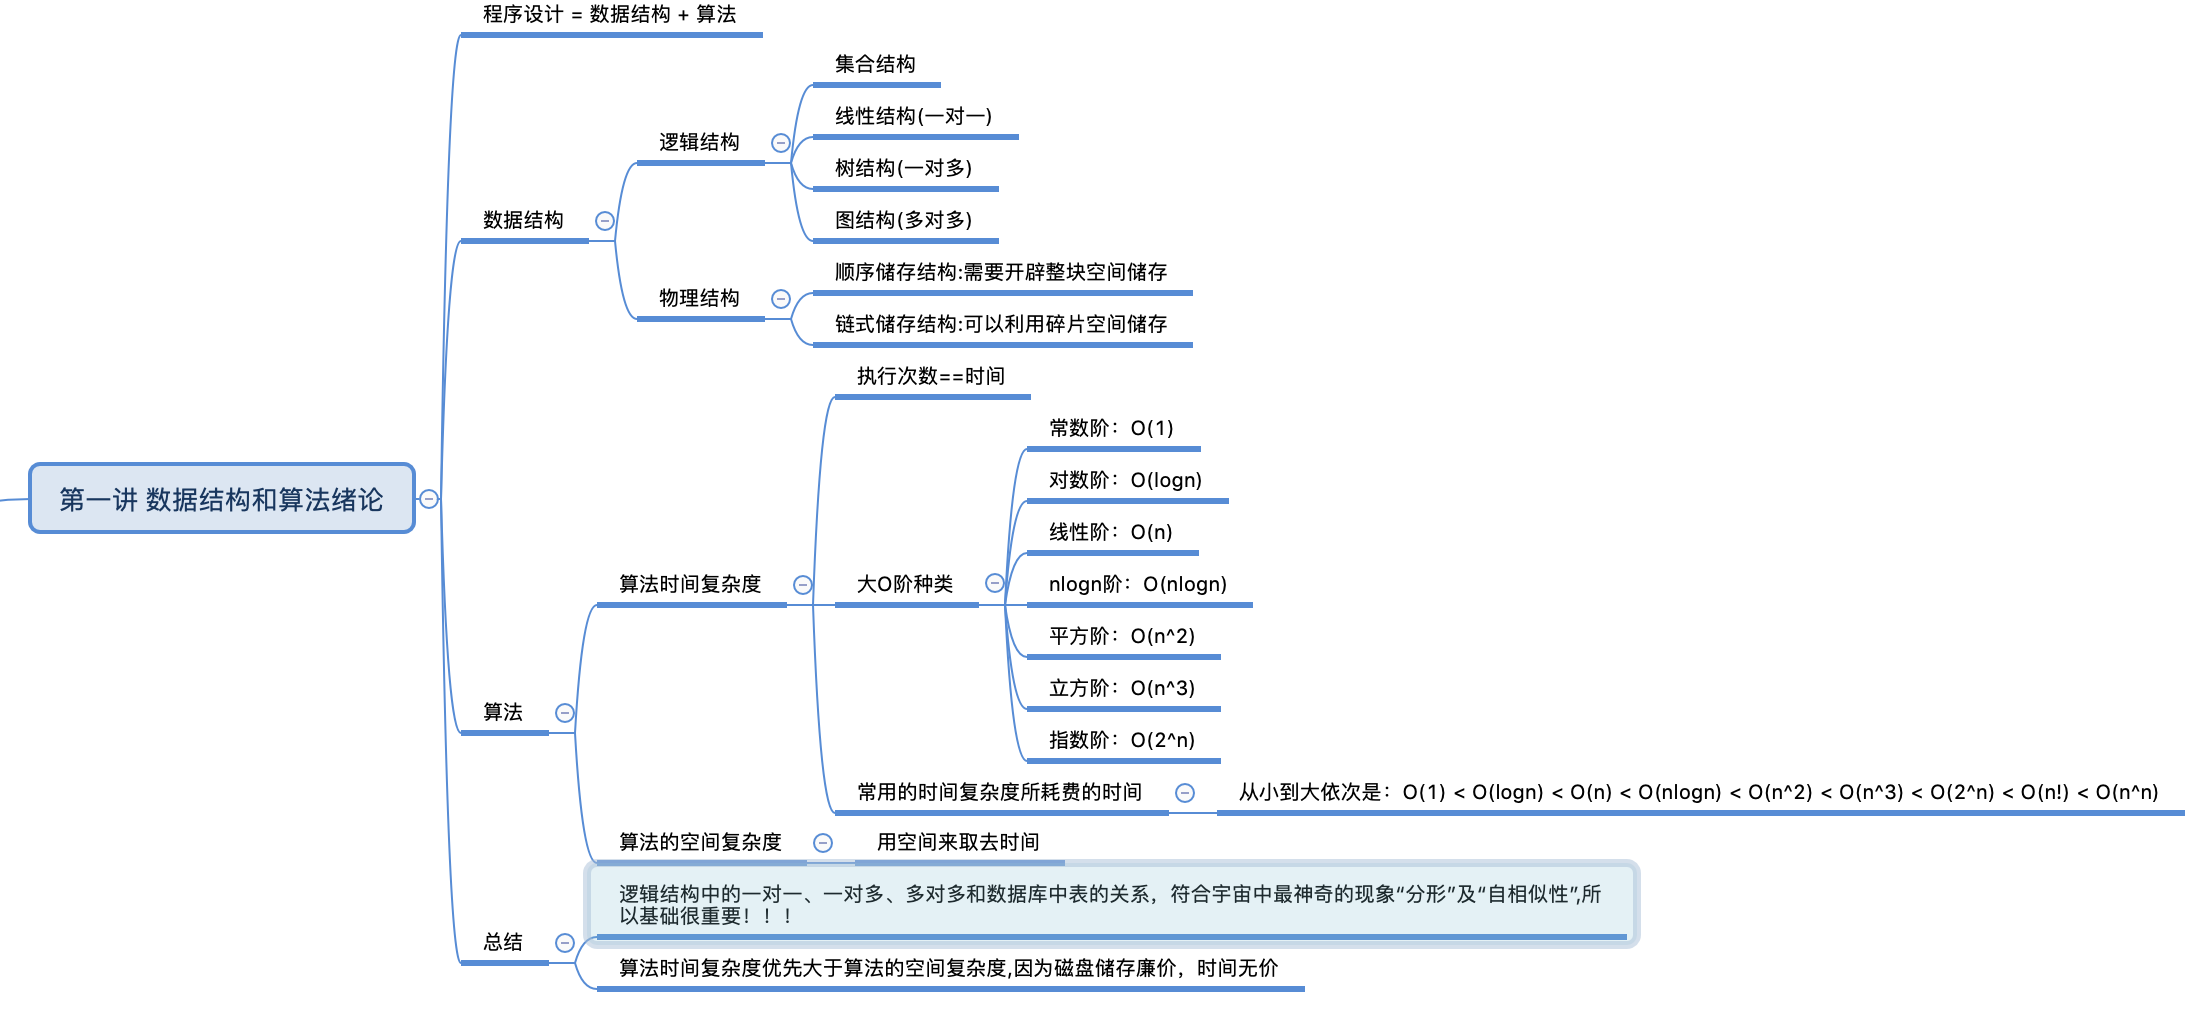 程序设计 = 数据结构 + 算法
集合结构
线性结构(一对一)
逻辑结构
树结构(一对多)
数据结构
图结构(多对多)
顺序储存结构:需要开辟整块空间储存
物理结构
链式储存结构:可以利用碎片空间储存
执行次数==时间
常数阶：O(1)
对数阶：O(logn)
第一讲 数据结构和算法绪论
线性阶：O(n)
算法时间复杂度
大O阶种类
nlogn阶：O(nlogn)
平方阶：O(n^2)
立方阶：O(n^3)
算法
指数阶：O(2^n)
常用的时间复杂度所耗费的时间
从小到大依次是：O(1) < O(logn) < O(n) < O(nlogn) < O(n^2) < O(n^3) < O(2^n) < O(n!) < O(n^n)
算法的空间复杂度
用空间来取去时间
逻辑结构中的一对一、一对多、多对多和数据库中表的关系，符合宇宙中最神奇的现象“分形”及“自相似性”,所
以基础很重要！！！
总结
算法时间复杂度优先大于算法的空间复杂度,因为磁盘储存廉价，时间无价